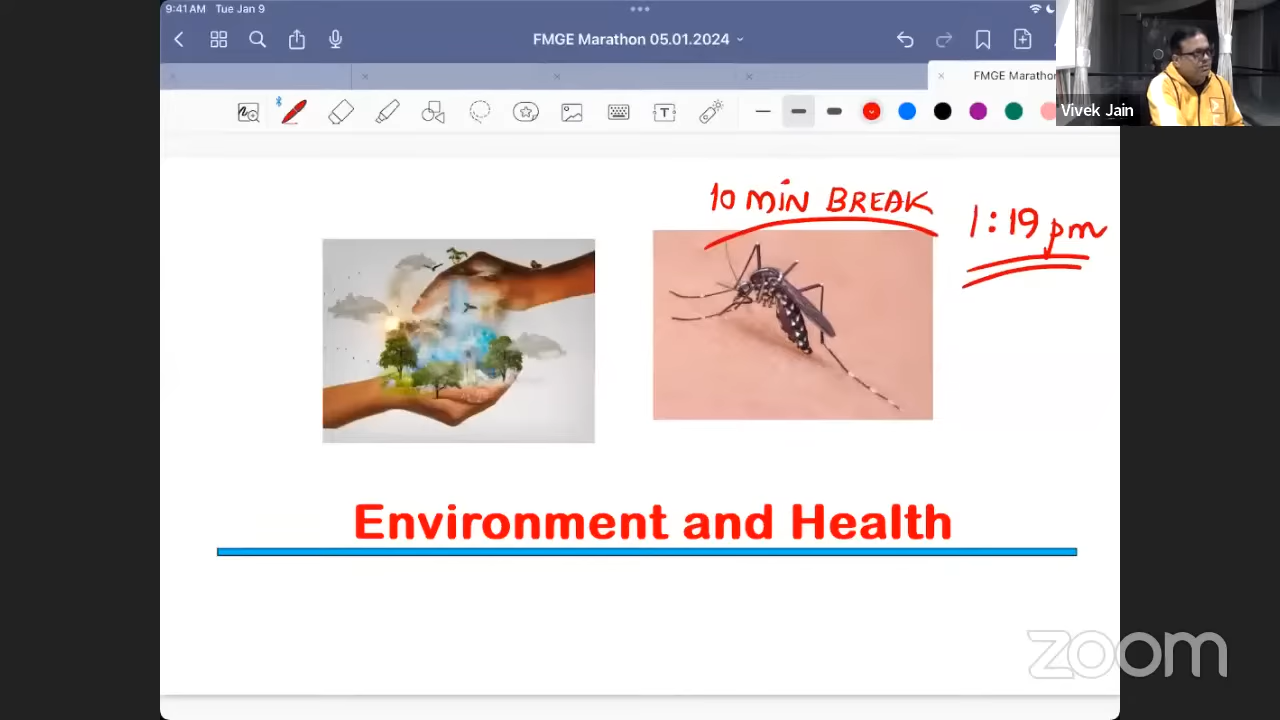 9:41 AM Tue Jan 9
FMGE Marathon 05.01.2024
FMGE Marathon
T
Vivek Jain
10 MIN BREAK
1:19 pm
Environment and Health
zoom